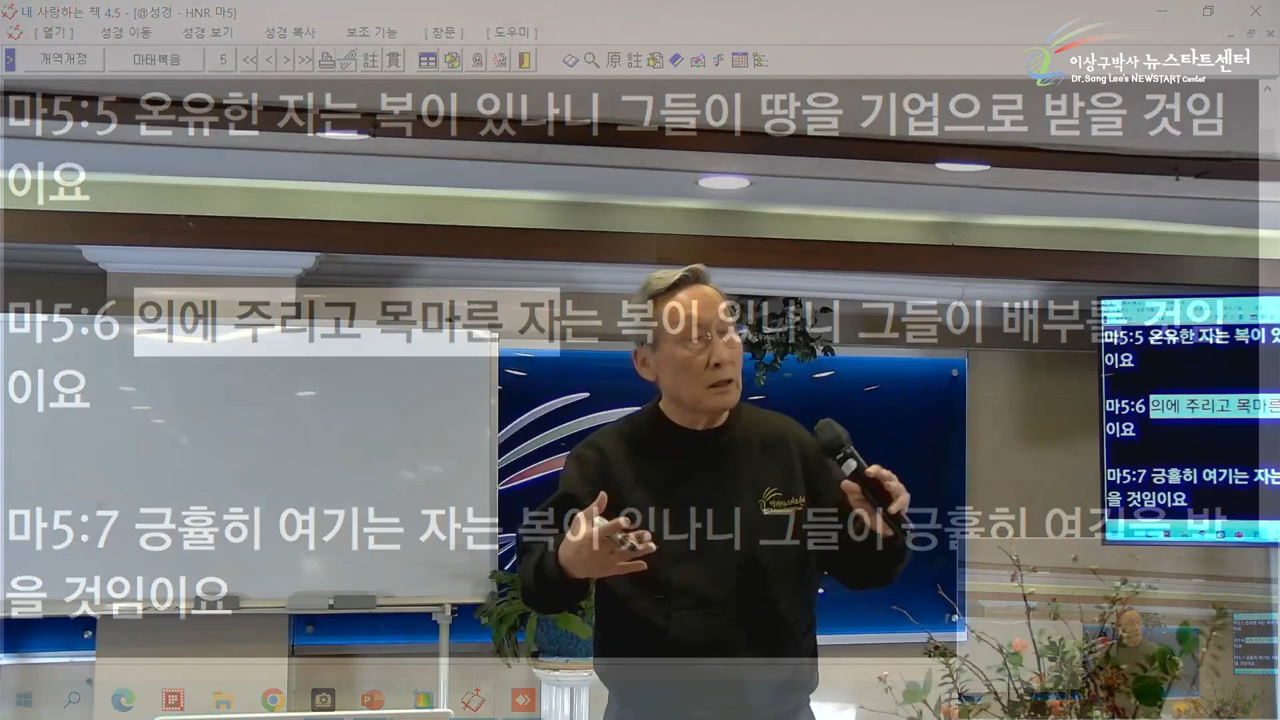 내 사랑하는 책 4.5 - [@성경 - HNR 마5]
[ 열기 ] 성경 이동 성경 보기 성경 복사 보조 기능 [ 창문 ] [ 도우미 ]
개역개정 마태복음 5 << < > >> 註 貫 原 註
이상구박사 뉴스타트센터
Dr. Sang Lee's NEWSTART Center
마5:5 온유한 자는 복이 있나니 그들이 땅을 기업으로 받을 것임
이요
마5:6 의에 주리고 목마른 자는 복이 있나니 그들이 배부를 것임
이요
마5:7 긍휼히 여기는 자는 복이 있나니 그들이 긍휼히 여김을 받
을 것임이요
마5:5 온유한 자는 복이 있
이요
마5:6 의에 주리고 목마른
이요
마5:7 긍휼히 여기는 자는
을 것임이요